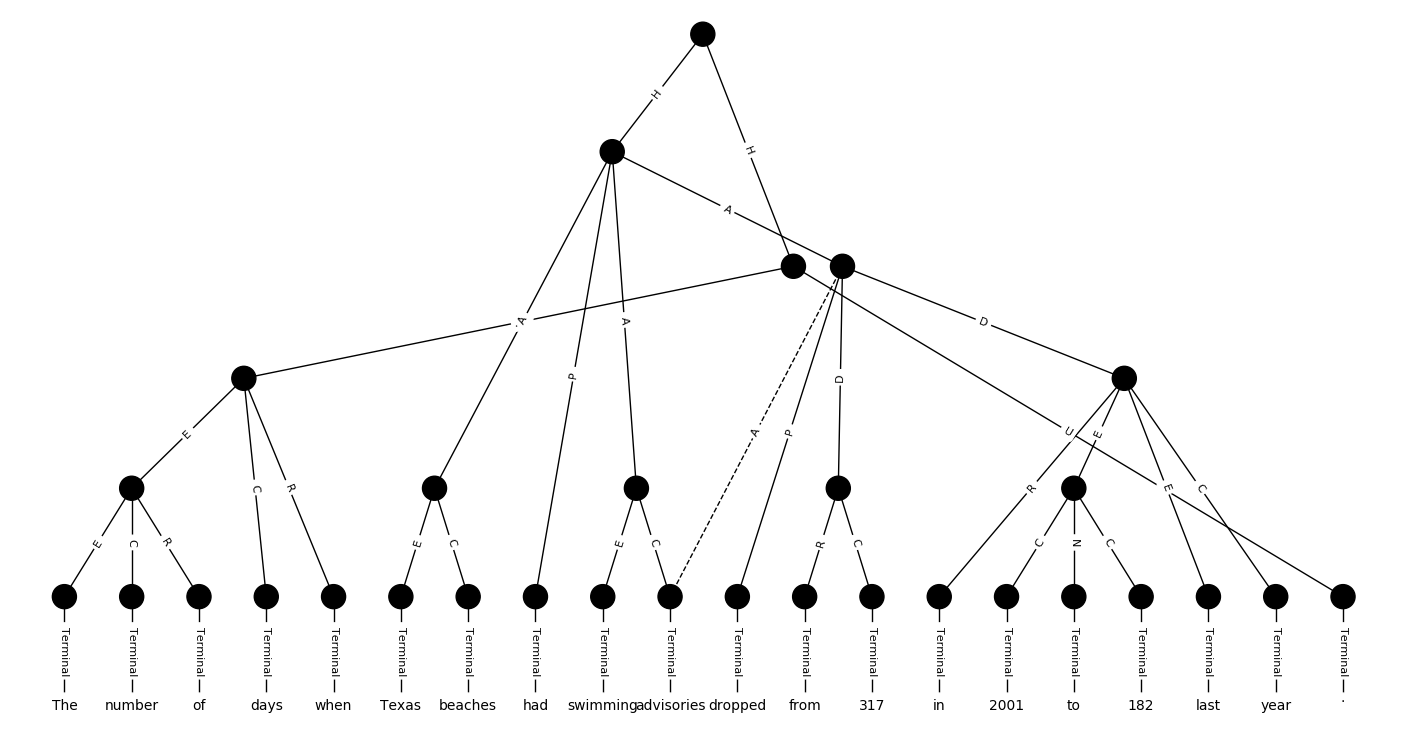 H
H
A
A
A
D
P
D
A
P
U
E
E
C
R
R
E
C
E
C
R
E
C
E
C
R
C
C
N
C
Terminal Terminal Terminal Terminal Terminal Terminal Terminal Terminal Terminal Terminal Terminal Terminal Terminal Terminal Terminal Terminal Terminal Terminal Terminal Terminal
The number of days when Texas beaches had swimming advisories dropped from 317 in 2001 to 182 last year .